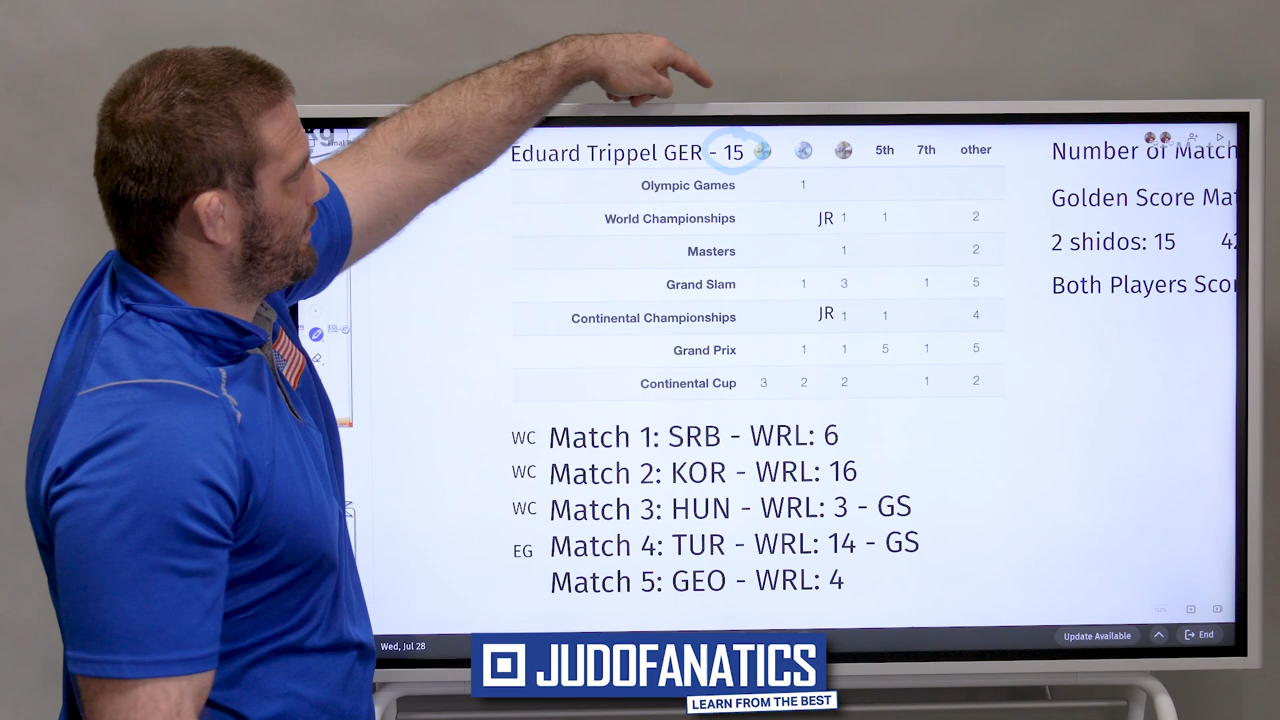 Final
Eduard Trippel GER - 15 5th 7th other
Olympic Games 1
World Championships JR 1 1 2
Masters 1 2
Grand Slam 1 3 1 5
Continental Championships JR 1 1 4
Grand Prix 1 1 5 1 5
Continental Cup 3 2 2 1 2
WC Match 1: SRB - WRL: 6
WC Match 2: KOR - WRL: 16
WC Match 3: HUN - WRL: 3 - GS
EG Match 4: TUR - WRL: 14 - GS
Match 5: GEO - WRL: 4
Number of Match
Golden Score Mat
2 shidos: 15 42
Both Players Scor
Wed, Jul 28
Update Available
End
JUDOFANATICS
LEARN FROM THE BEST